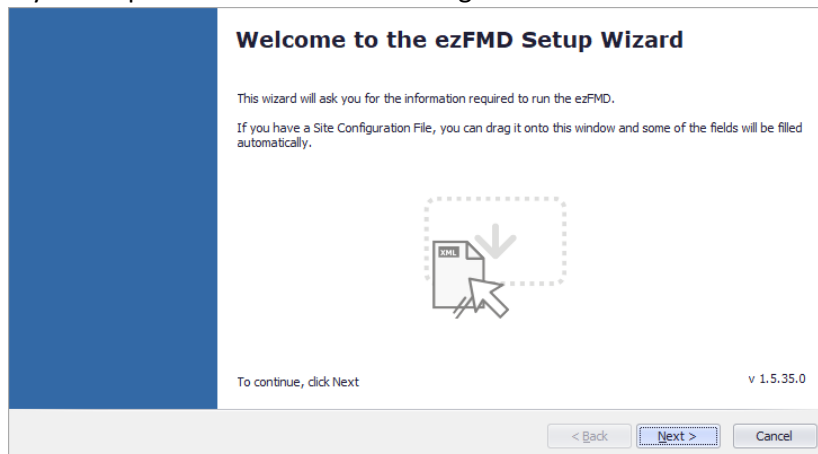 Welcome to the ezFMD Setup Wizard
This wizard will ask you for the information required to run the ezFMD.
If you have a Site Configuration File, you can drag it onto this window and some of the fields will be filled
automatically.
XML
To continue, click Next
v 1.5.35.0
< Back
Next >
Cancel